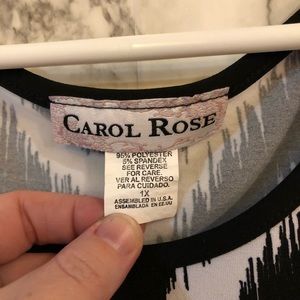 CAROL ROSE
95% POLYESTER
5% SPANDEX
SEE REVERSE
FOR CARE.
VER AL REVERSO
PARA CUIDADO.
1X
ASSEMBLED IN U.S.A.
ENSAMBLADA EN EE.UU